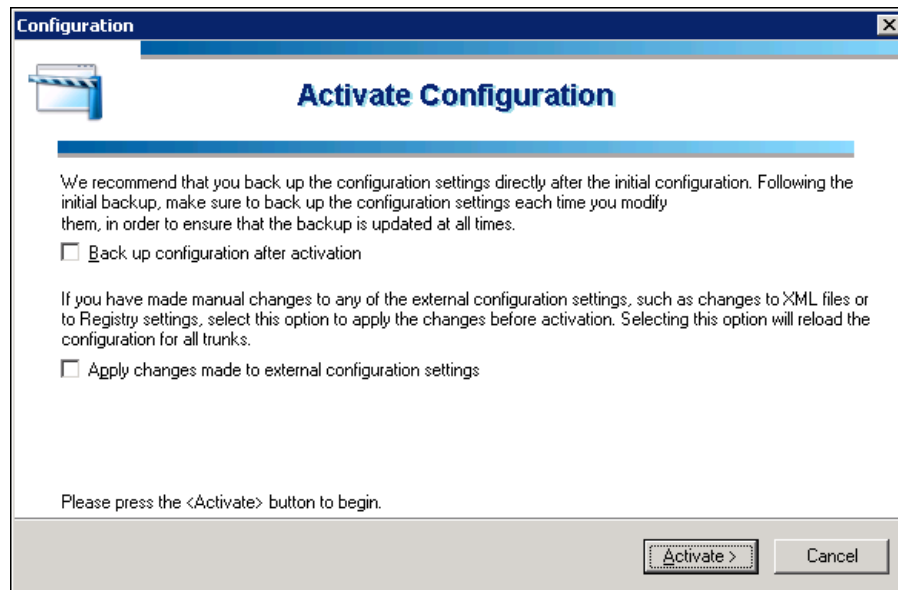 Configuration
Activate Configuration
We recommend that you back up the configuration settings directly after the initial configuration. Following the
initial backup, make sure to back up the configuration settings each time you modify
them, in order to ensure that the backup is updated at all times.
Back up configuration after activation
If you have made manual changes to any of the external configuration settings, such as changes to XML files or
to Registry settings, select this option to apply the changes before activation. Selecting this option will reload the
configuration for all trunks.
Apply changes made to external configuration settings
Please press the <Activate> button to begin.
Activate >
Cancel